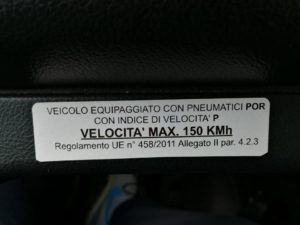 VEICOLO EQUIPAGGIATO CON PNEUMATICI POR
CON INDICE DI VELOCITA' P
VELOCITA' MAX. 150 KMh
Regolamento UE n° 458/2011 Allegato II par. 4.2.3